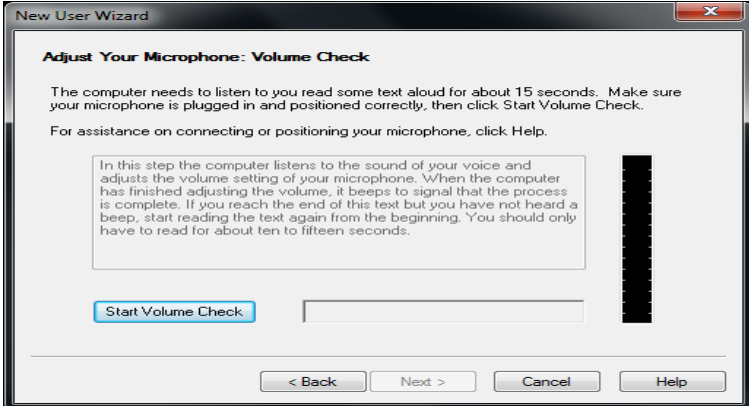 New User Wizard
Adjust Your Microphone: Volume Check
The computer needs to listen to you read some text aloud for about 15 seconds. Make sure
your microphone is plugged in and positioned correctly, then click Start Volume Check.
For assistance on connecting or positioning your microphone, click Help.
In this step the computer listens to the sound of your voice and
adjusts the volume setting of your microphone. When the computer
has finished adjusting the volume, it beeps to signal that the process
is complete. If you reach the end of this text but you have not heard a
beep, start reading the text again from the beginning. You should only
have to read for about ten to fifteen seconds.
Start Volume Check
< Back
Next >
Cancel
Help